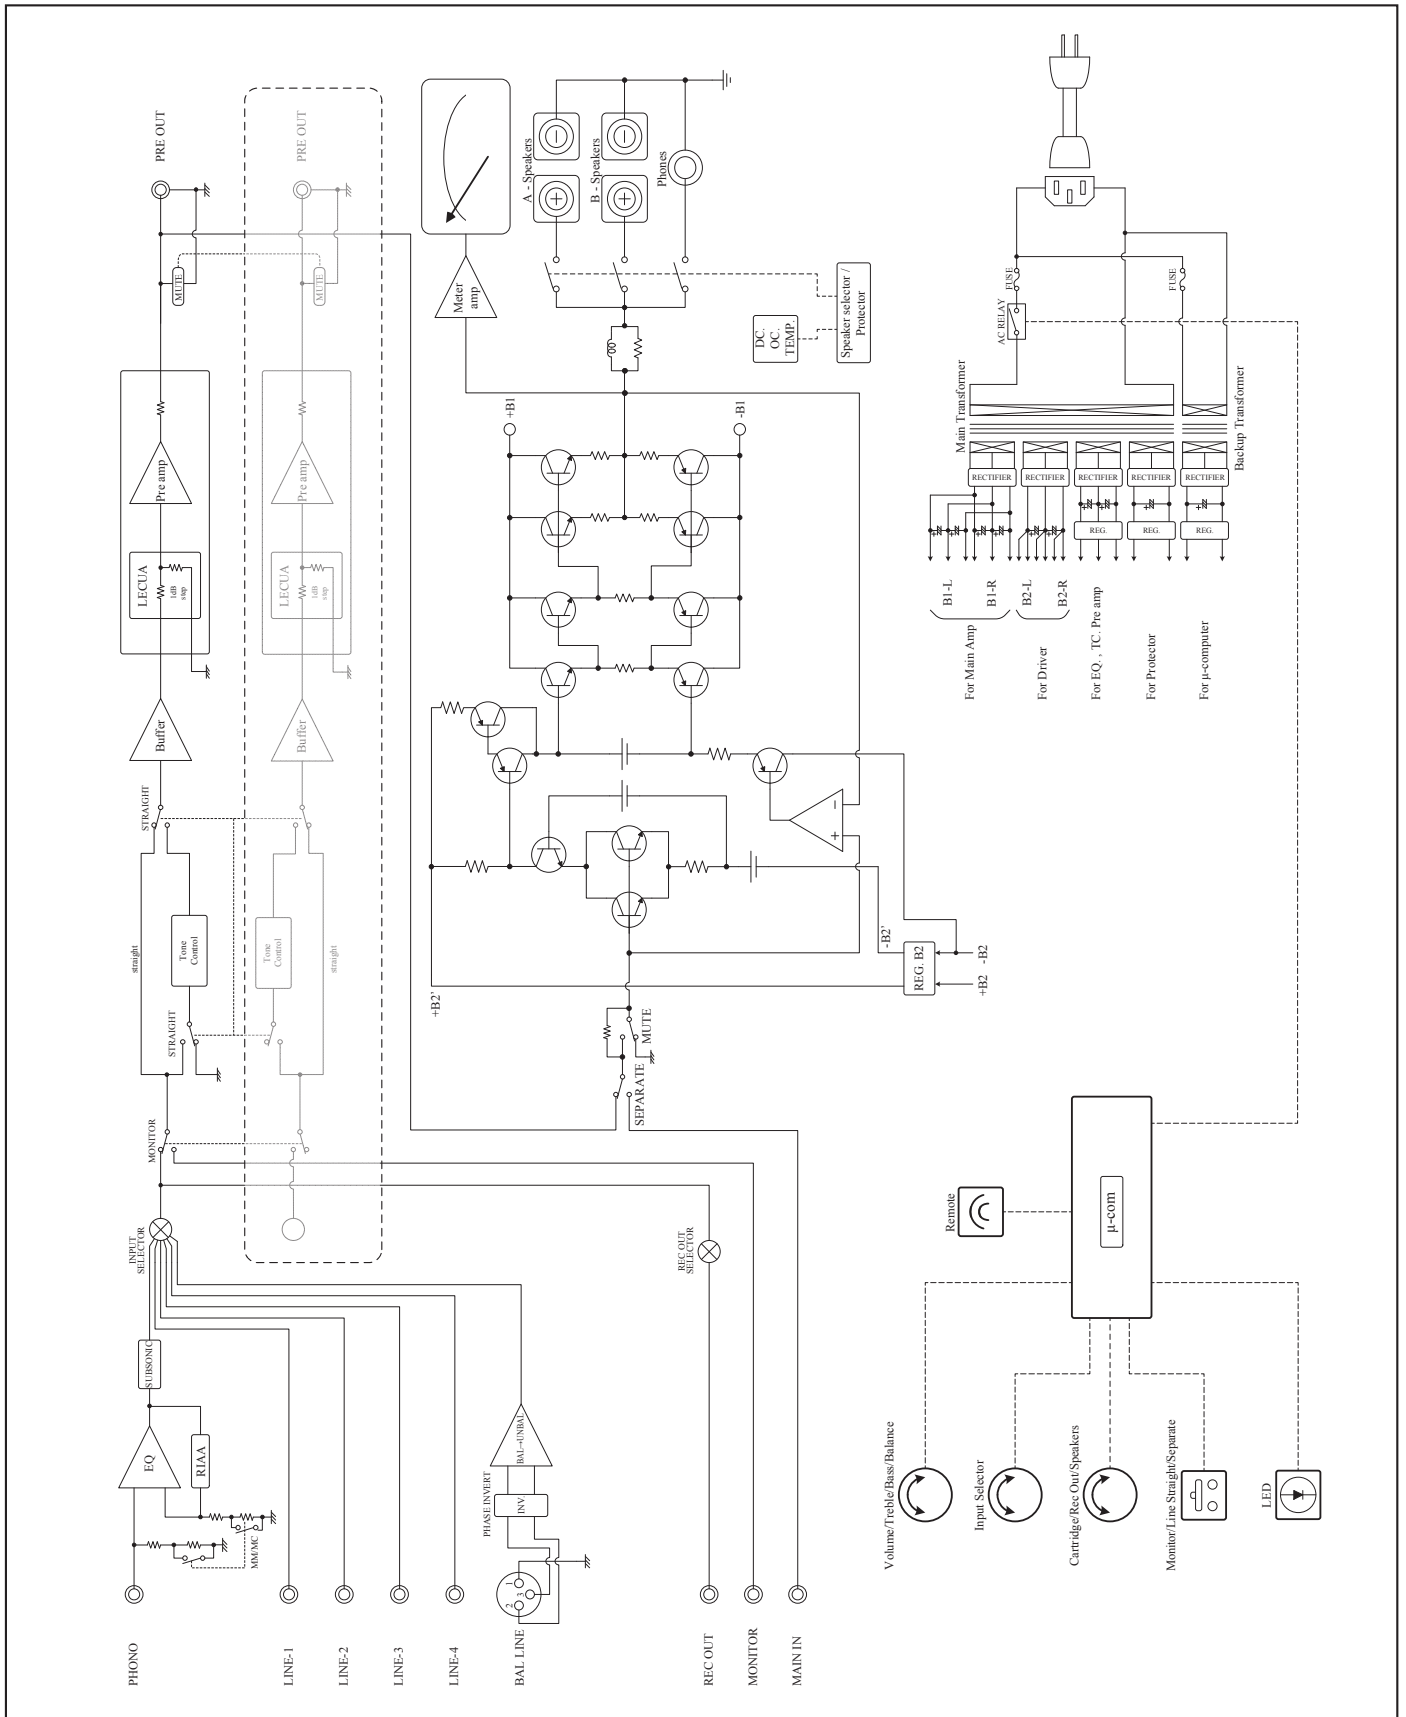 PRE OUT
PRE OUT
MUTE
MUTE
Pre amp
Pre amp
LECUA
1dB
step
LECUA
1dB
step
Buffer
Buffer
STRAIGHT
straight
Tone
Control
Tone
Control
straight
STRAIGHT
MONITOR
INPUT
SELECTOR
SUBSONIC
EQ
RIAA
MM/MC
PHONO
LINE-1
LINE-2
LINE-3
LINE-4
BAL LINE
1
2
3
PHASE INVERT
INV.
BAL→UNBAL
REC OUT
SELECTOR
REC OUT
MONITOR
MAIN IN
Meter
amp
A - Speakers
−
+
B - Speakers
−
+
Phones
DC.
OC.
TEMP.
Speaker selector /
Protector
+B1
-B1
−
+
+B2'
-B2'
REG. B2
+B2
-B2
MUTE
SEPARATE
FUSE
FUSE
AC RELAY
Main Transformer
Backup Transformer
RECTIFIER
RECTIFIER
RECTIFIER
RECTIFIER
RECTIFIER
+
+
+
+
+
+
+
+
+
+
REG.
REG.
REG.
B1-L
B1-R
B2-L
B2-R
For Main Amp
For Driver
For EQ. , TC. Pre amp
For Protector
For μ-computer
Remote
μ-com
Volume/Treble/Bass/Balance
Input Selector
Cartridge/Rec Out/Speakers
Monitor/Line Straight/Separate
LED